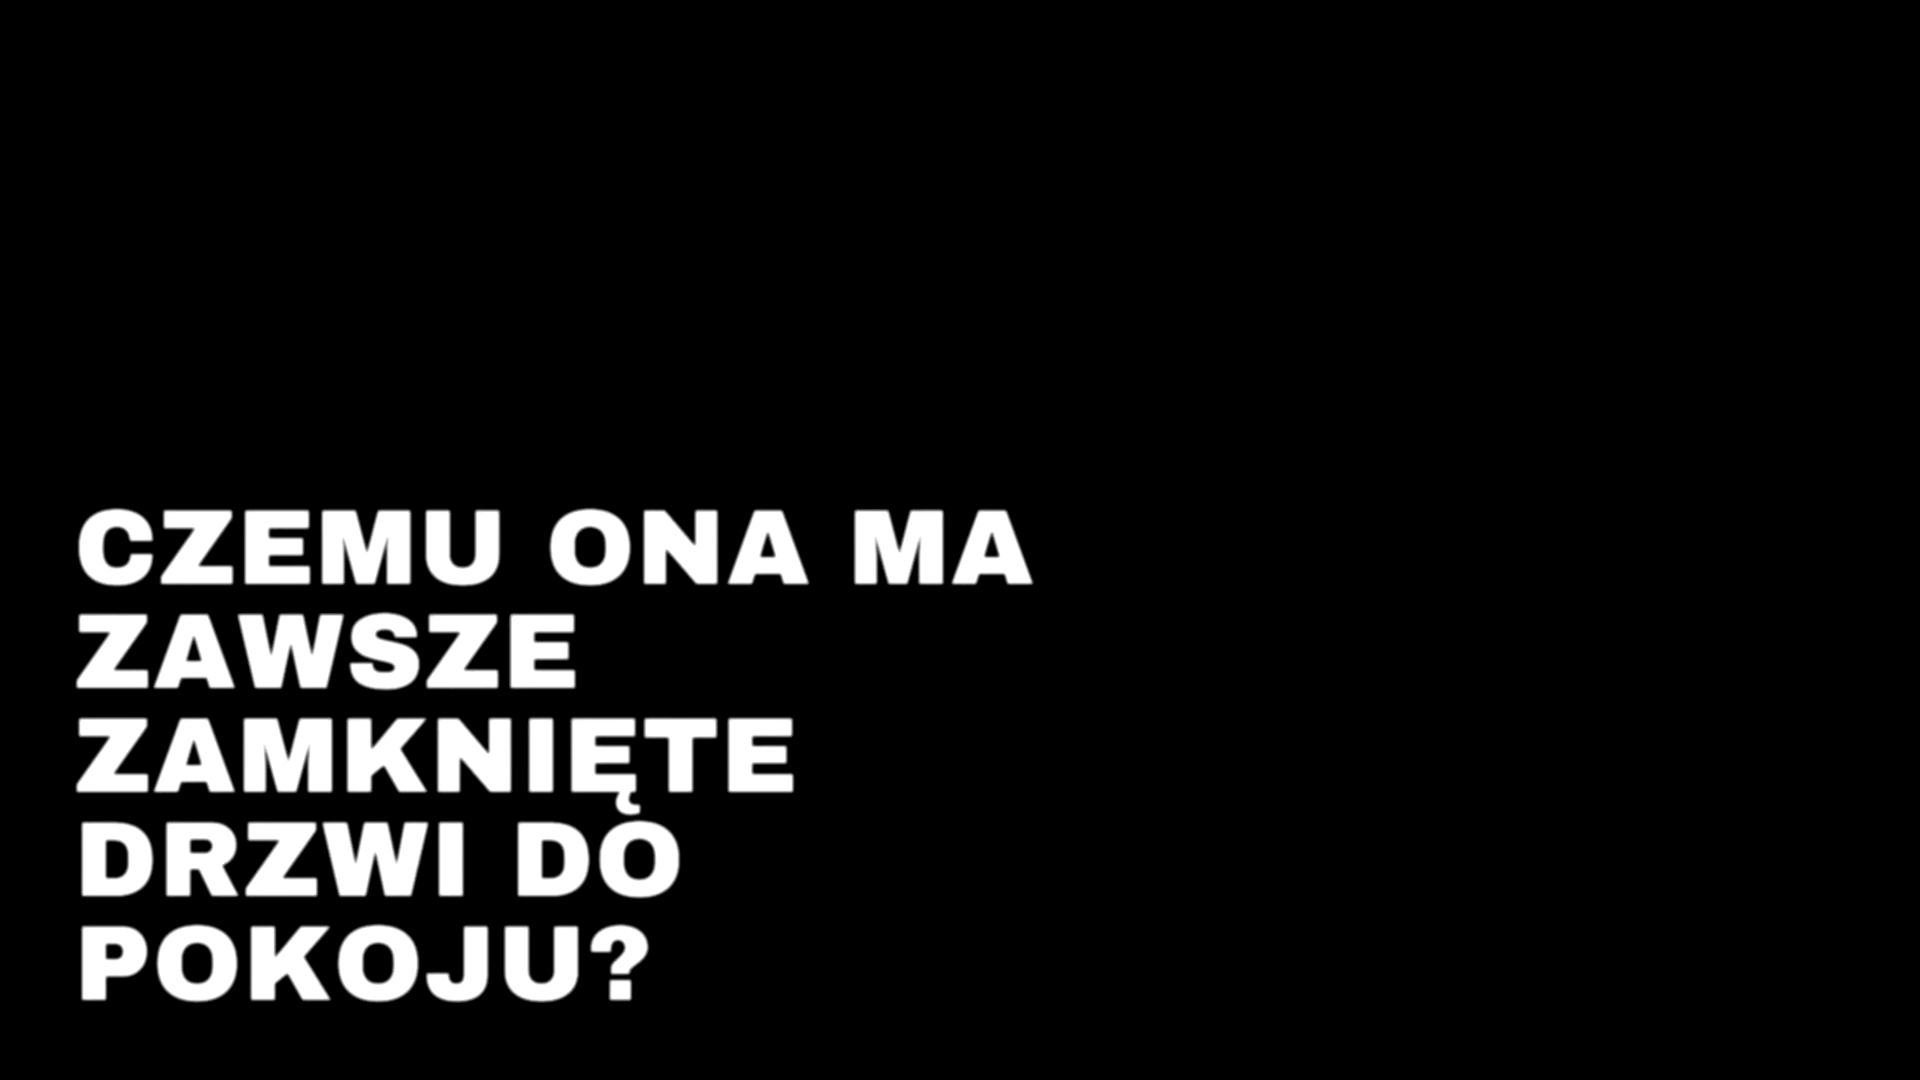 CZEMU ONA MA
ZAWSZE
ZAMKNIĘTE
DRZWI DO
POKOJU?